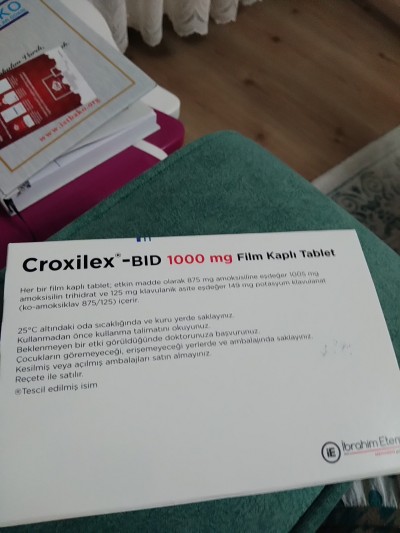 www.istbako.org
Croxilex®-BID 1000 mg Film Kaplı Tablet
Her bir film kaplı tablet; etkin madde olarak 875 mg amoksisiline eşdeğer 1005 mg
amoksisilin trihidrat ve 125 mg klavulanik asite eşdeğer 149 mg potasyum klavulanat
(ko-amoksiklav 875/125) içerir.
25°C altındaki oda sıcaklığında ve kuru yerde saklayınız.
Kullanmadan önce kullanma talimatını okuyunuz.
Beklenmeyen bir etki görüldüğünde doktorunuza başvurunuz.
Çocukların göremeyeceği, erişemeyeceği yerlerde ve ambalajında saklayınız.
Kesilmiş veya açılmış ambalajları satın almayınız.
Reçete ile satılır.
®Tescil edilmiş isim
İE
İbrahim Etem